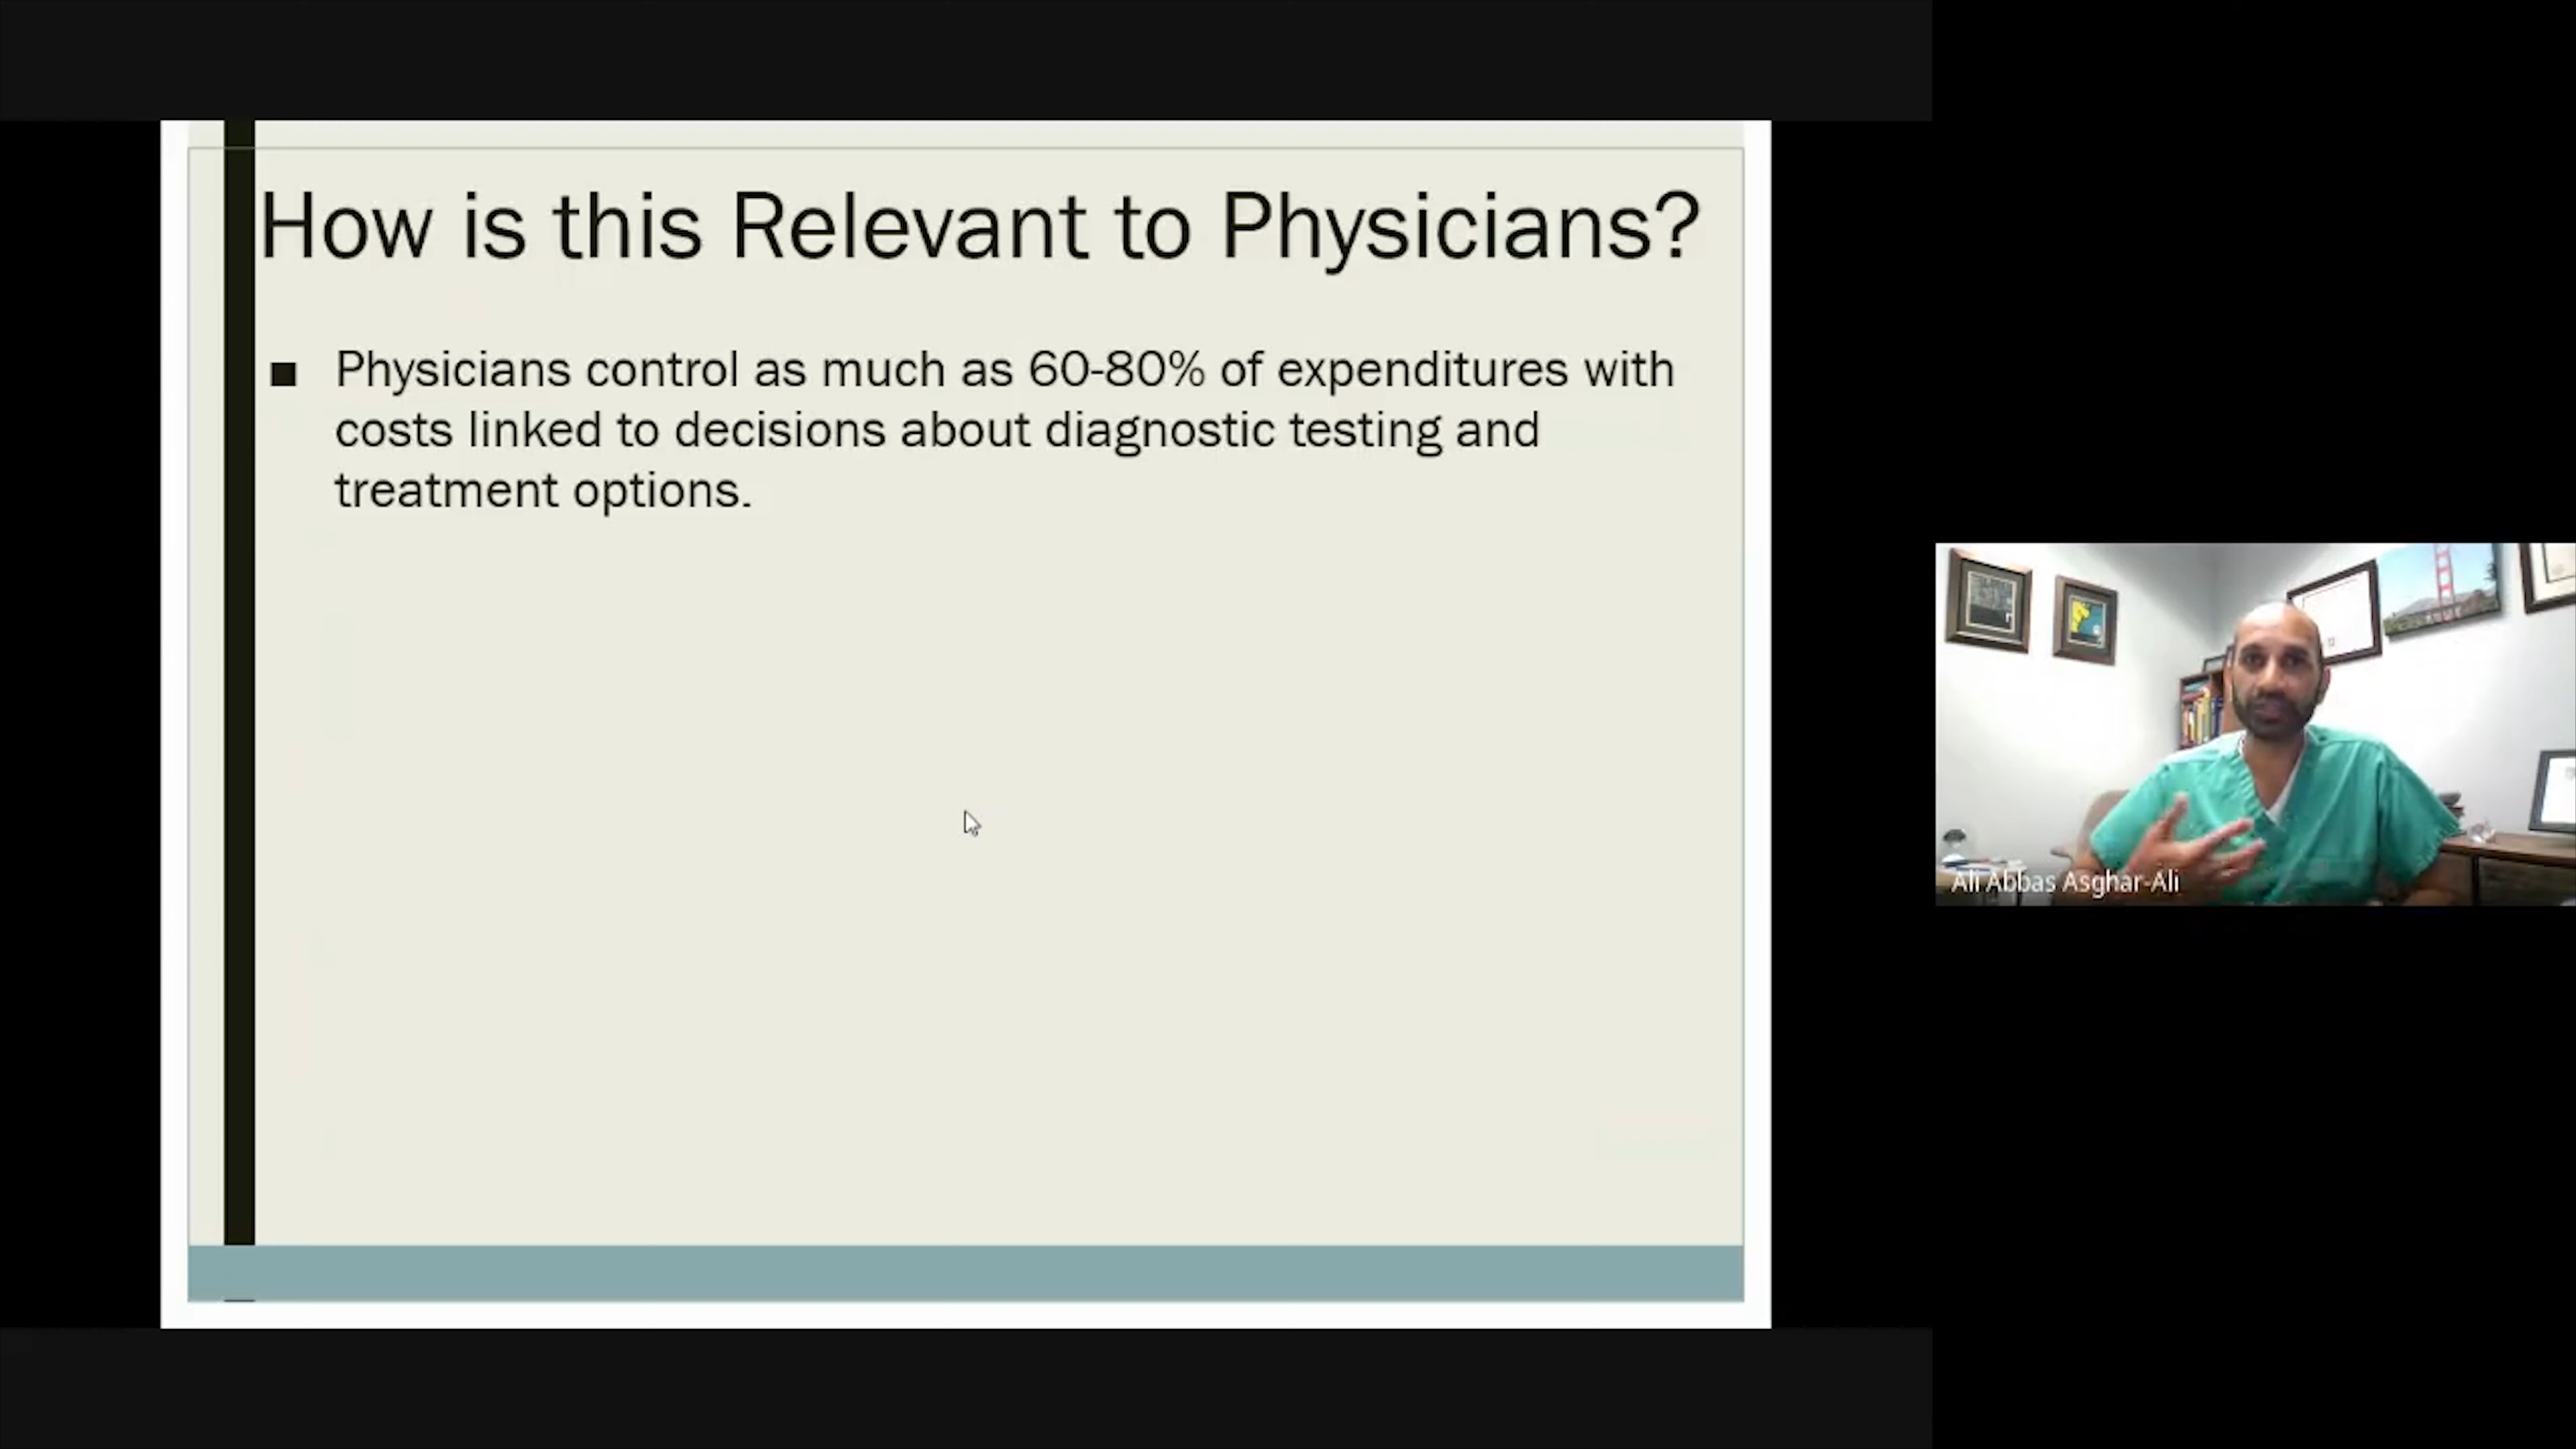 How is this Relevant to Physicians?
■ Physicians control as much as 60-80% of expenditures with
costs linked to decisions about diagnostic testing and
treatment options.
Ali Abbas Asghar-Ali